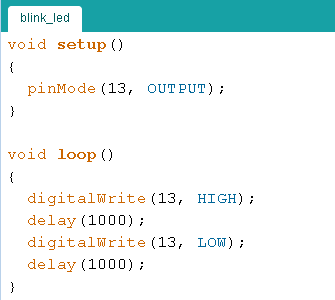 blink_led
void setup()
{
  pinMode(13, OUTPUT);
}
void loop()
{
  digitalWrite(13, HIGH);
  delay(1000);
  digitalWrite(13, LOW);
  delay(1000);
}